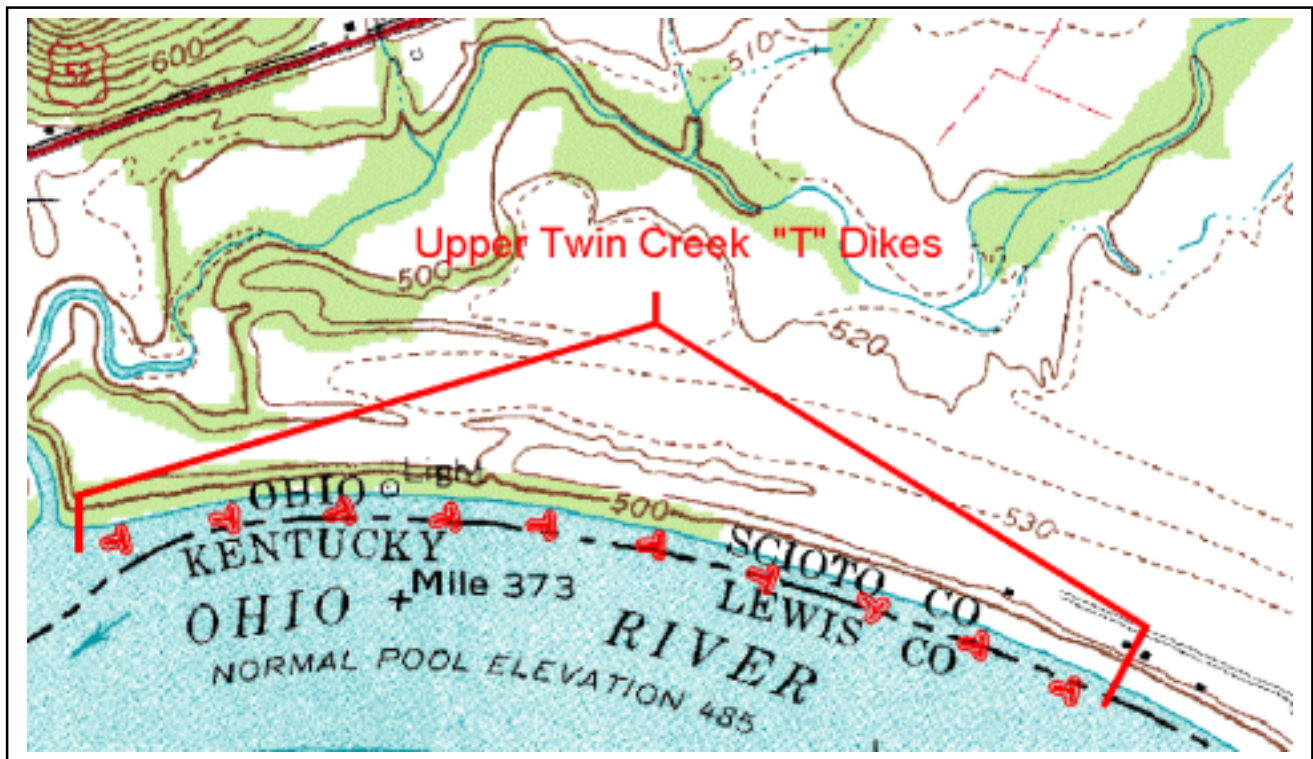 52
600
510
Upper Twin Creek "T" Dikes
500
520
Light
OHIO
500
530
KENTUCKY
SCIOTO CO
Mile 373
LEWIS CO
OHIO RIVER
NORMAL POOL ELEVATION 485